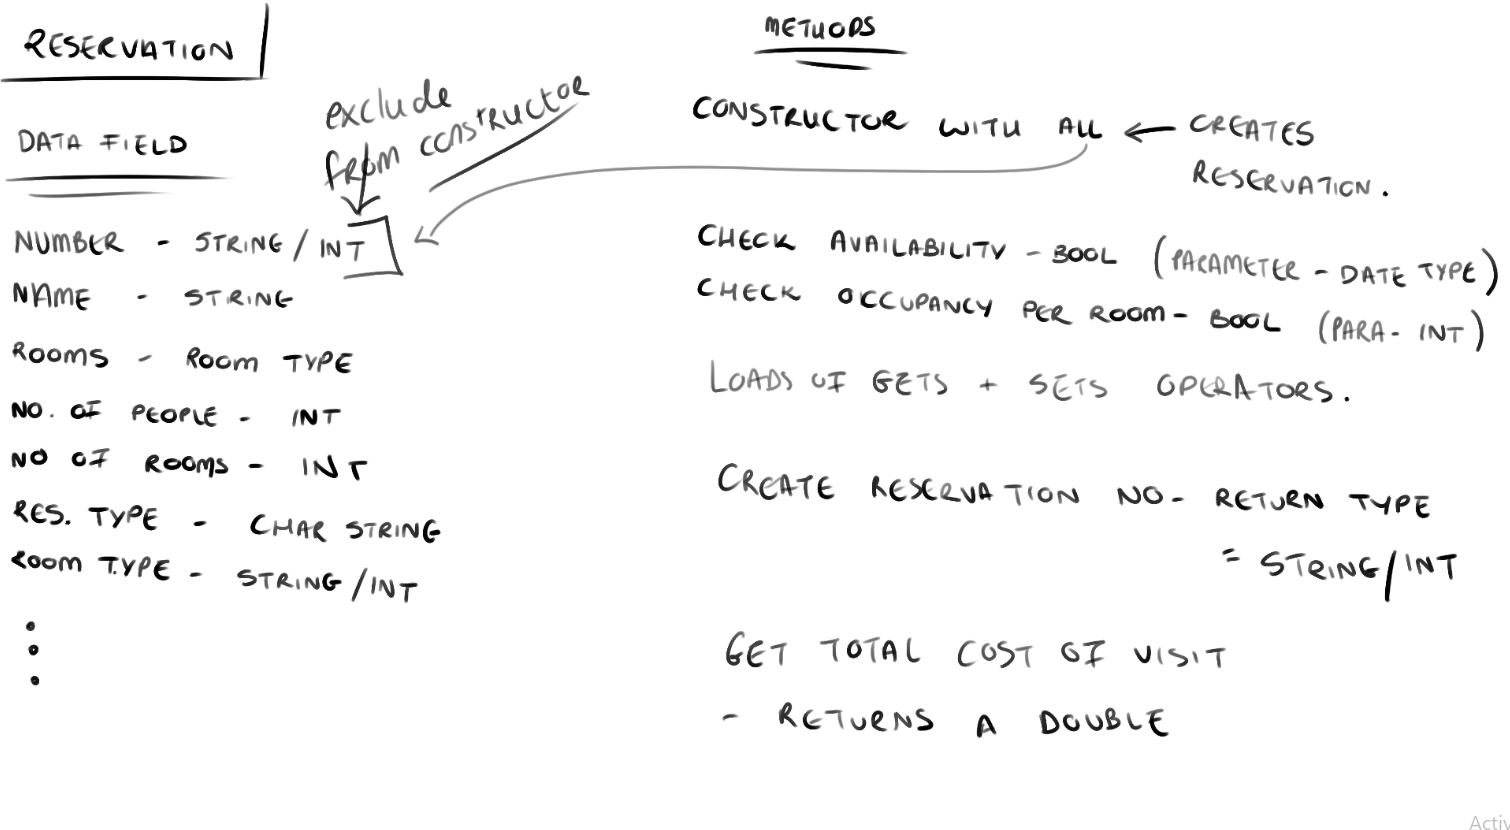 RESERVATION
DATA FIELD
exclude
from constructor
NUMBER - STRING / INT
NAME - STRING
ROOMS - ROOM TYPE
NO. OF PEOPLE - INT
NO OF ROOMS - INT
RES. TYPE - CHAR STRING
ROOM TYPE - STRING / INT
METHODS
CONSTRUCTOR WITH ALL ← CREATES
RESERVATION.
CHECK AVAILABILITY - BOOL (PARAMETER - DATE TYPE)
CHECK OCCUPANCY PER ROOM - BOOL (PARA - INT)
LOADS OF GETS + SETS OPERATORS.
CREATE RESERVATION NO - RETURN TYPE
= STRING / INT
GET TOTAL COST OF VISIT
- RETURNS A DOUBLE
Activ